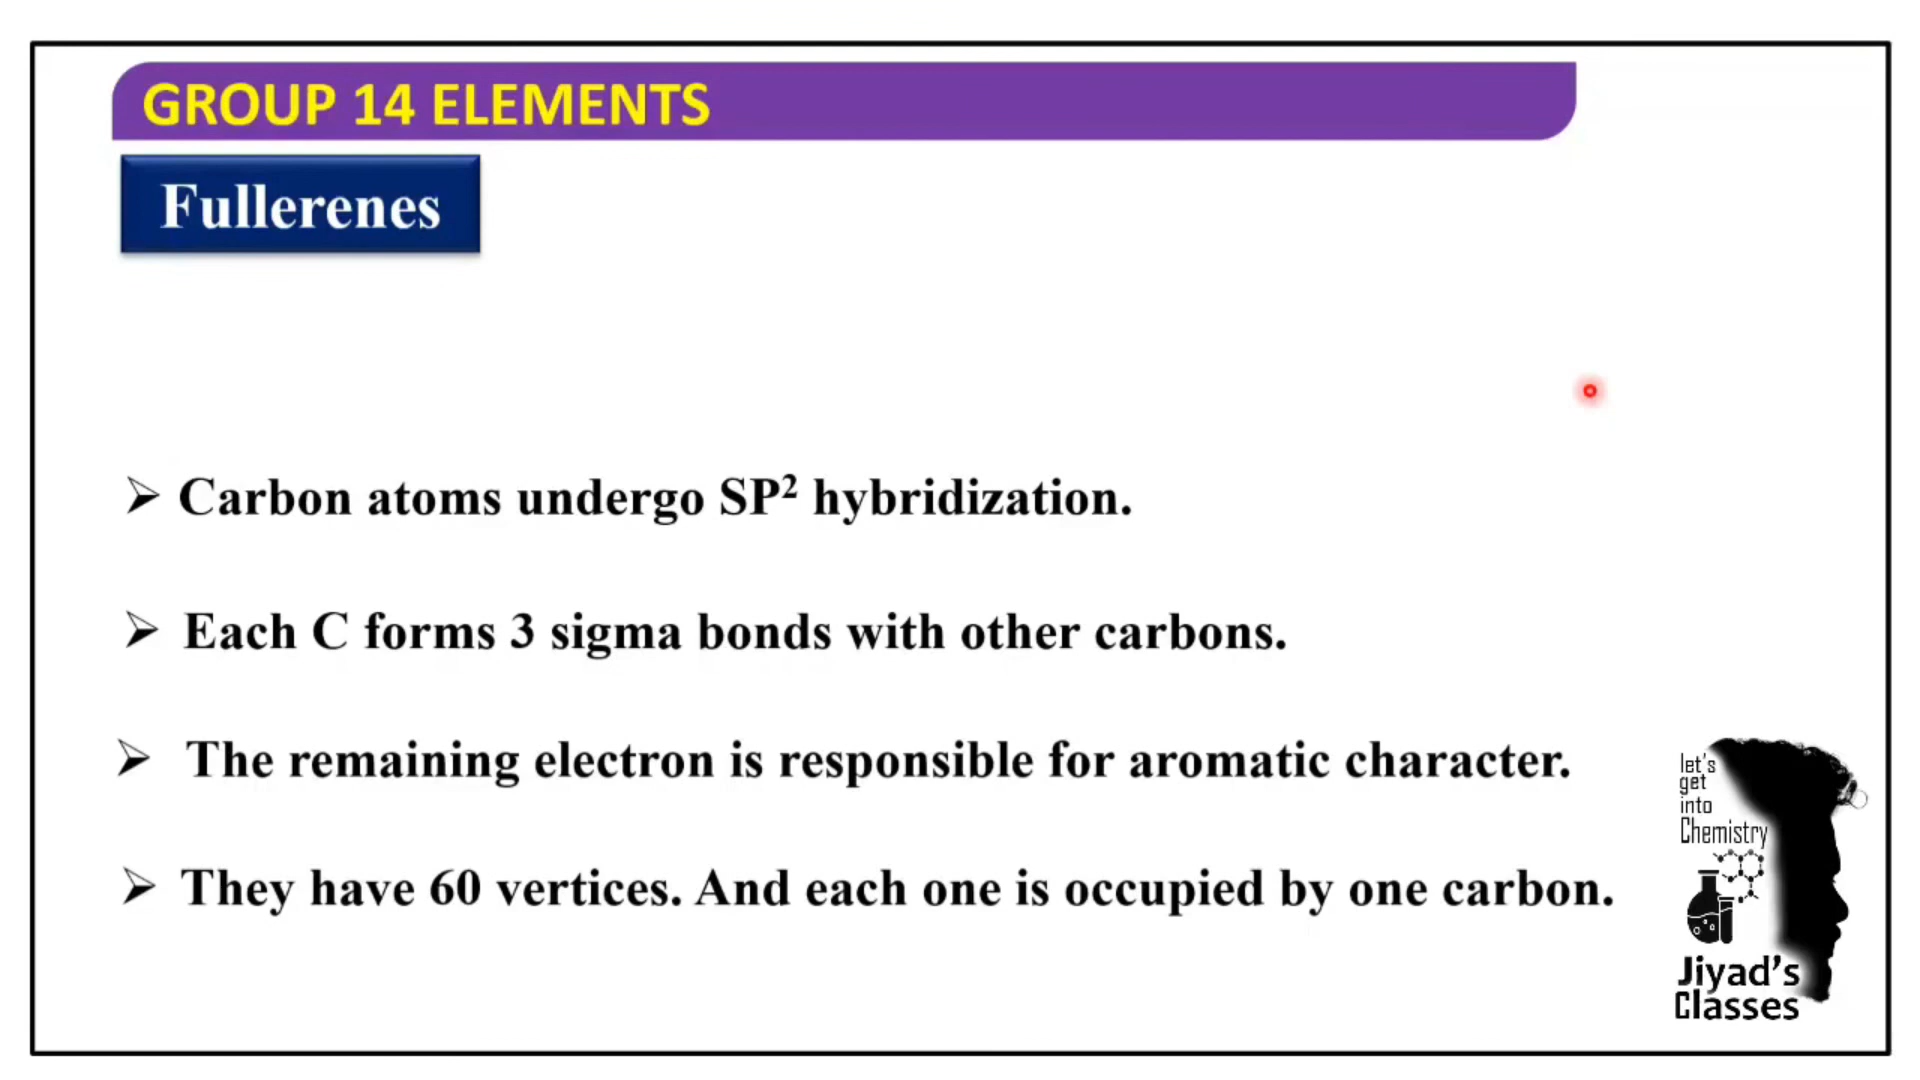 GROUP 14 ELEMENTS
Fullerenes
➢ Carbon atoms undergo SP² hybridization.
➢ Each C forms 3 sigma bonds with other carbons.
➢ The remaining electron is responsible for aromatic character.
➢ They have 60 vertices. And each one is occupied by one carbon.
let's
get
into
Chemistry
Jiyad's
Classes